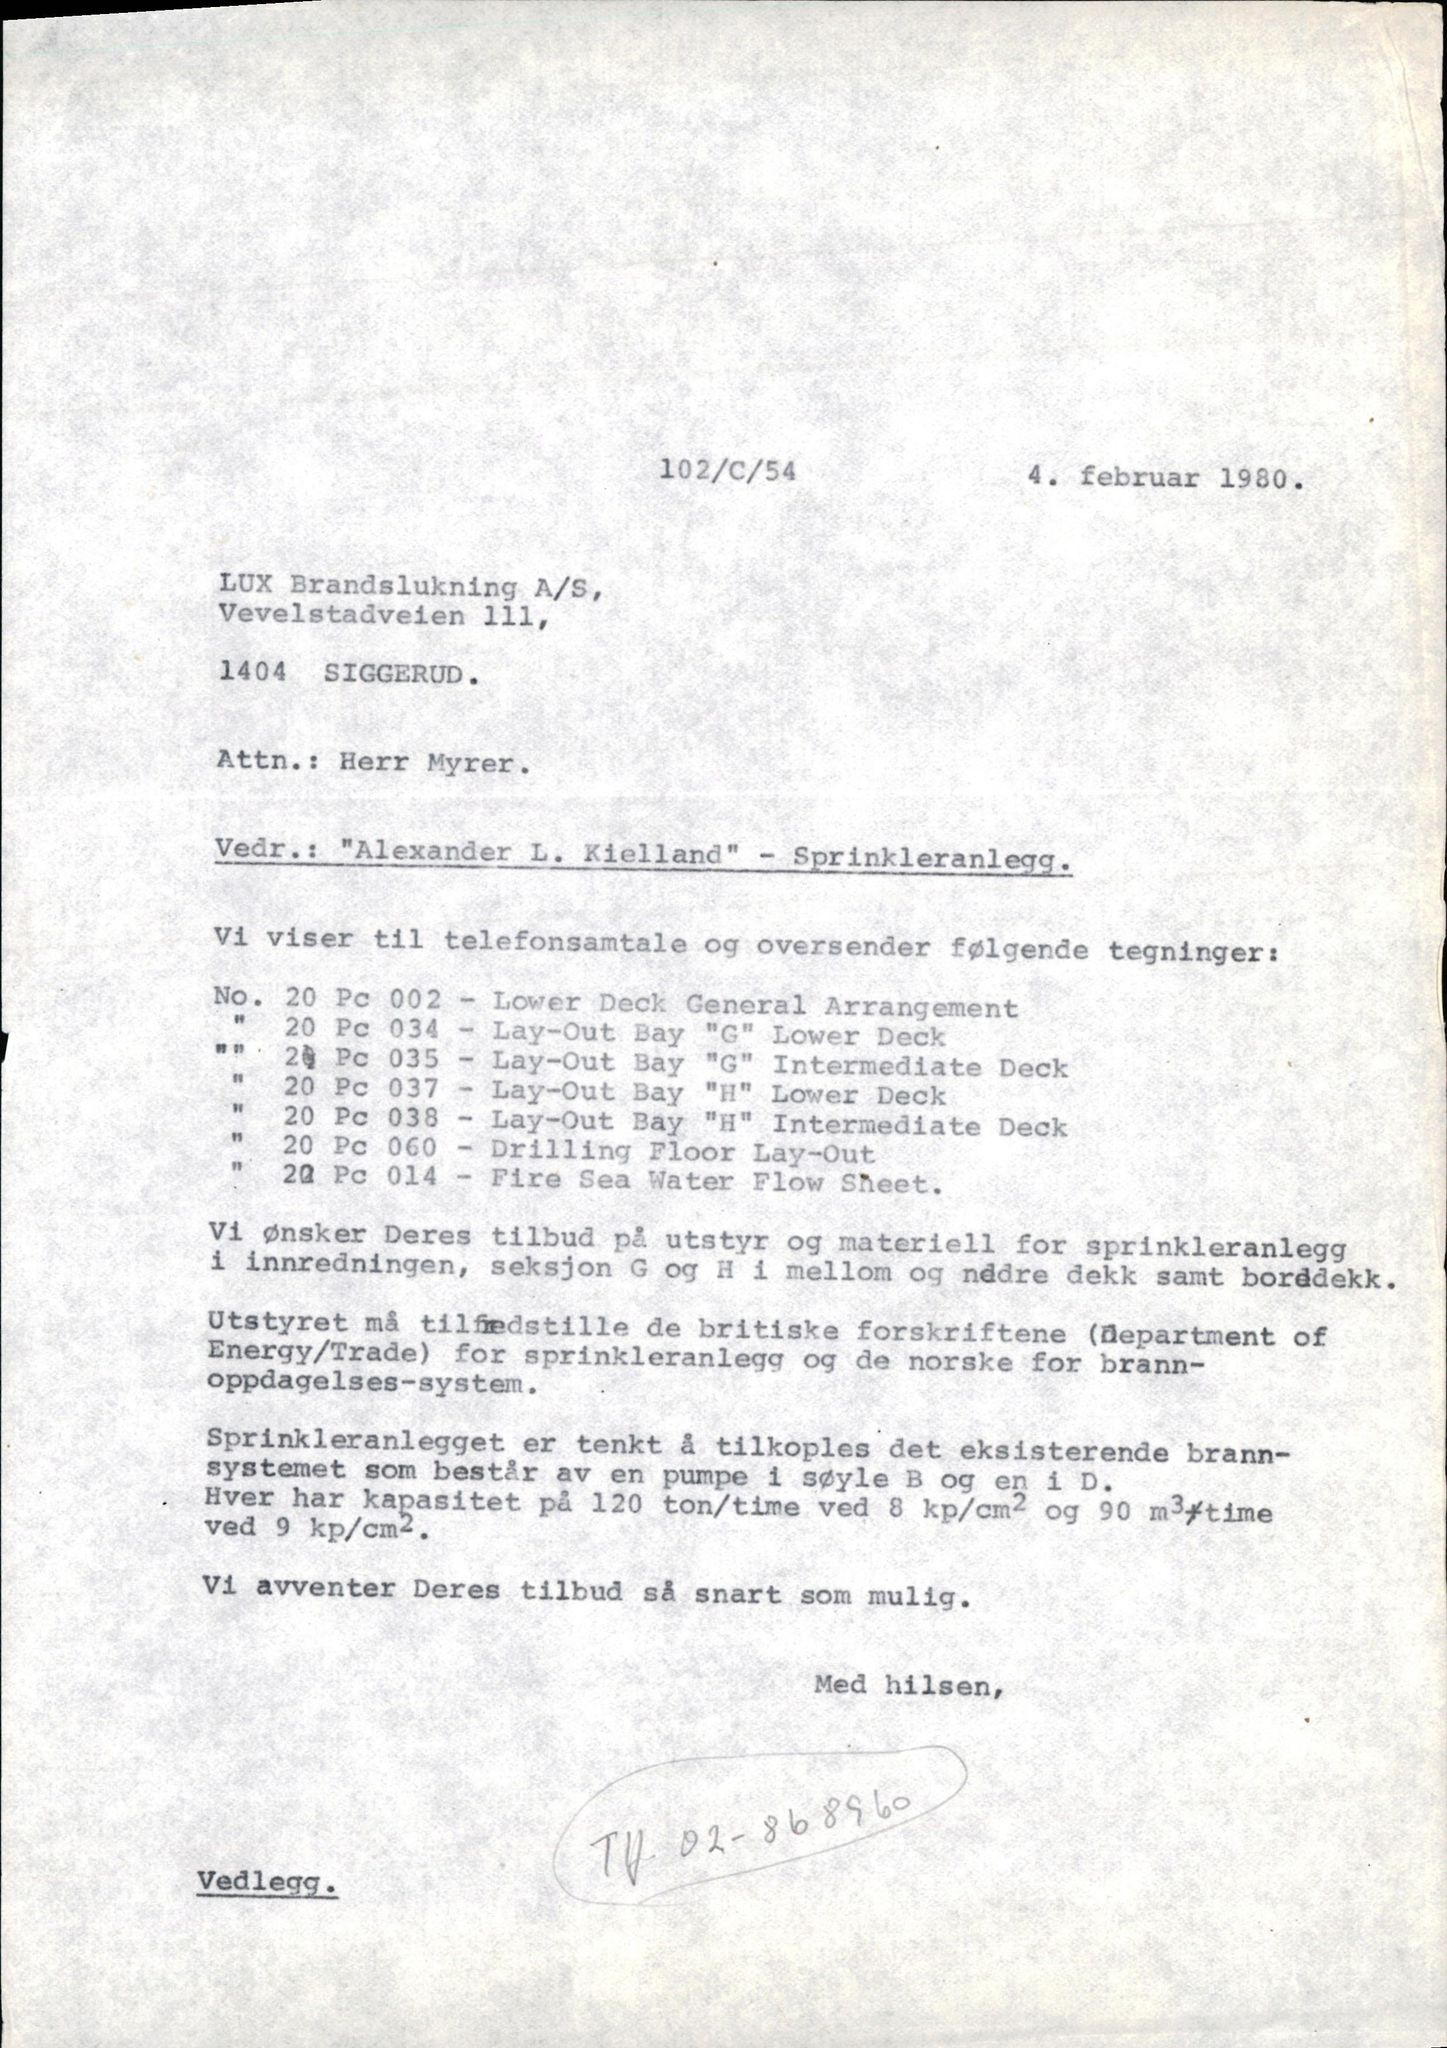 102/C/54 4. februar 1980.
LUX Brandslukning A/S,
Vevelstadveien 111,
1404 SIGGERUD.
Attn.: Herr Myrer.
Vedr.: "Alexander L. Kielland" - Sprinkleranlegg.
Vi viser til telefonsamtale og oversender følgende tegninger:
No. 20 Pc 002 - Lower Deck General Arrangement
" 20 Pc 034 - Lay-Out Bay "G" Lower Deck
"" 20 Pc 035 - Lay-Out Bay "G" Intermediate Deck
" 20 Pc 037 - Lay-Out Bay "H" Lower Deck
" 20 Pc 038 - Lay-Out Bay "H" Intermediate Deck
" 20 Pc 060 - Drilling Floor Lay-Out
" Pc 014 - Fire Sea Water Flow Sheet.
Vi ønsker Deres tilbud på utstyr og materiell for sprinkleranlegg
i innredningen, seksjon G og H i mellom og nedre dekk samt boredekk.
Utstyret må tilfredstille de britiske forskriftene (Department of
Energy/Trade) for sprinkleranlegg og de norske for brann-
oppdagelses-system.
Sprinkleranlegget er tenkt å tilkoples det eksisterende brann-
systemet som består av en pumpe i søyle B og en i D.
Hver har kapasitet på 120 ton/time ved 8 kp/cm² og 90 m³/time
ved 9 kp/cm².
Vi avventer Deres tilbud så snart som mulig.
Med hilsen,
Tlf. 02-868960
Vedlegg.